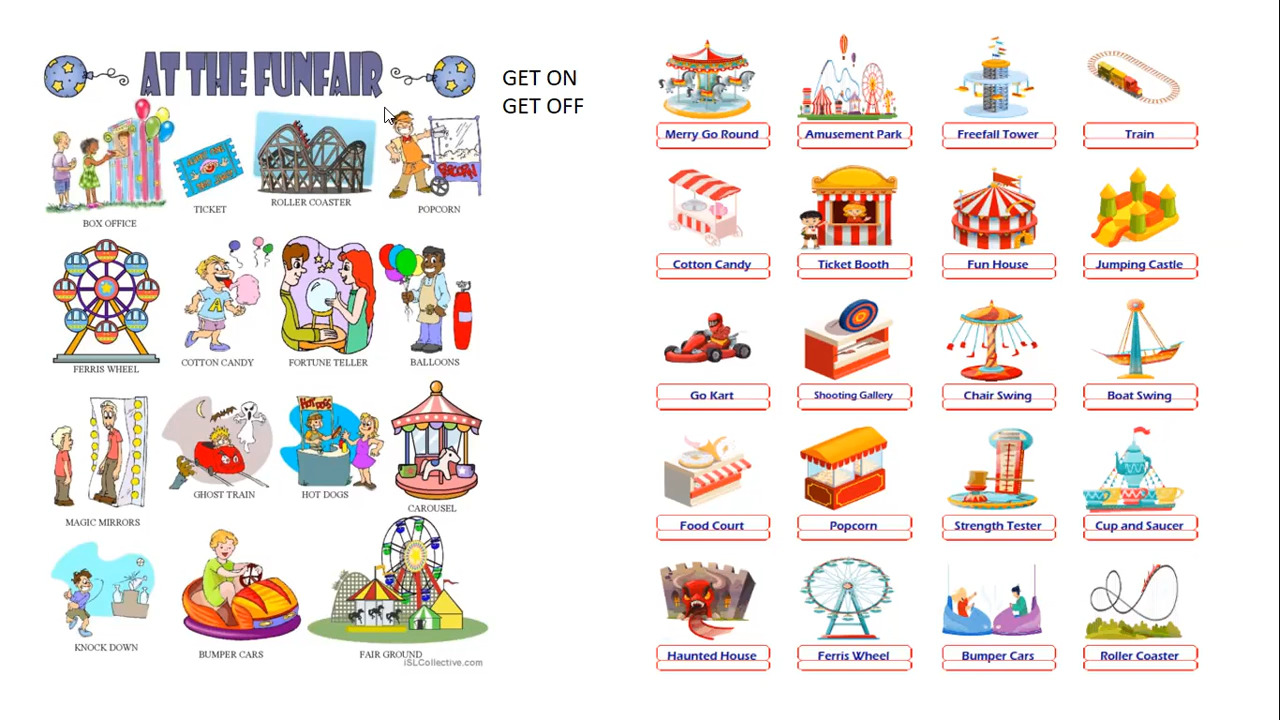 AT THE FUNFAIR
GET ON
GET OFF
BOX OFFICE
TICKET
ROLLER COASTER
POPCORN
POPCORN
FERRIS WHEEL
COTTON CANDY
A
FORTUNE TELLER
BALLOONS
MAGIC MIRRORS
GHOST TRAIN
HOT DOGS
HOT DOGS
CAROUSEL
KNOCK DOWN
BUMPER CARS
FAIR GROUND
iSLCollective.com
Merry Go Round
Amusement Park
Freefall Tower
Train
Cotton Candy
Ticket Booth
Fun House
Jumping Castle
Go Kart
Shooting Gallery
Chair Swing
Boat Swing
Food Court
Popcorn
Strength Tester
Cup and Saucer
Haunted House
Ferris Wheel
Bumper Cars
Roller Coaster